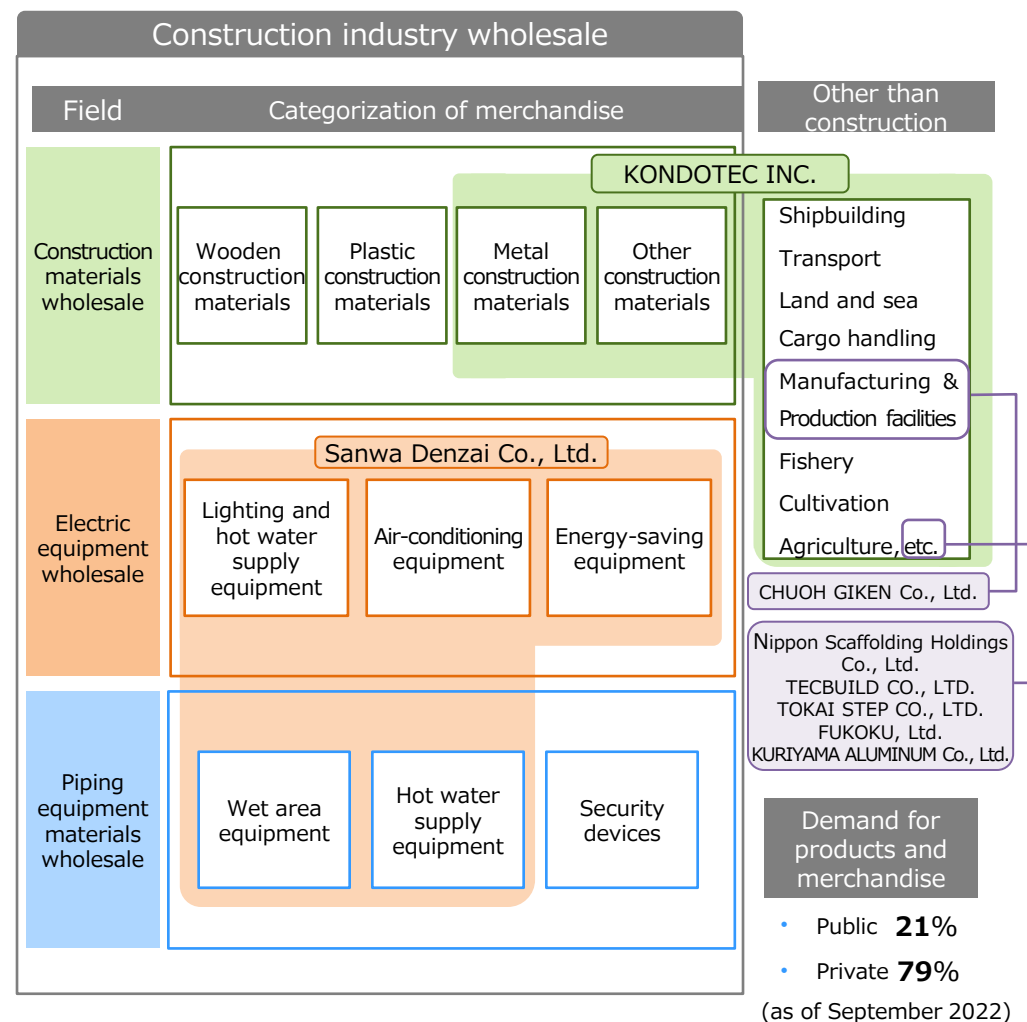 Construction industry wholesale
Field
Categorization of merchandise
Other than
construction
KONDOTEC INC.
Construction
materials
wholesale
Wooden
construction
materials
Plastic
construction
materials
Metal
construction
materials
Other
construction
materials
Shipbuilding
Transport
Land and sea
Cargo handling
Manufacturing &
Production facilities
Fishery
Cultivation
Agriculture, etc.
Sanwa Denzai Co., Ltd.
Electric
equipment
wholesale
Lighting and
hot water
supply
equipment
Air-conditioning
equipment
Energy-saving
equipment
CHUOH GIKEN Co., Ltd.
Nippon Scaffolding Holdings
Co., Ltd.
TECBUILD CO., LTD.
TOKAI STEP CO., LTD.
FUKOKU, Ltd.
KURIYAMA ALUMINUM Co., Ltd.
Piping
equipment
materials
wholesale
Wet area
equipment
Hot water
supply
equipment
Security
devices
Demand for
products and
merchandise
• Public 21%
• Private 79%
(as of September 2022)